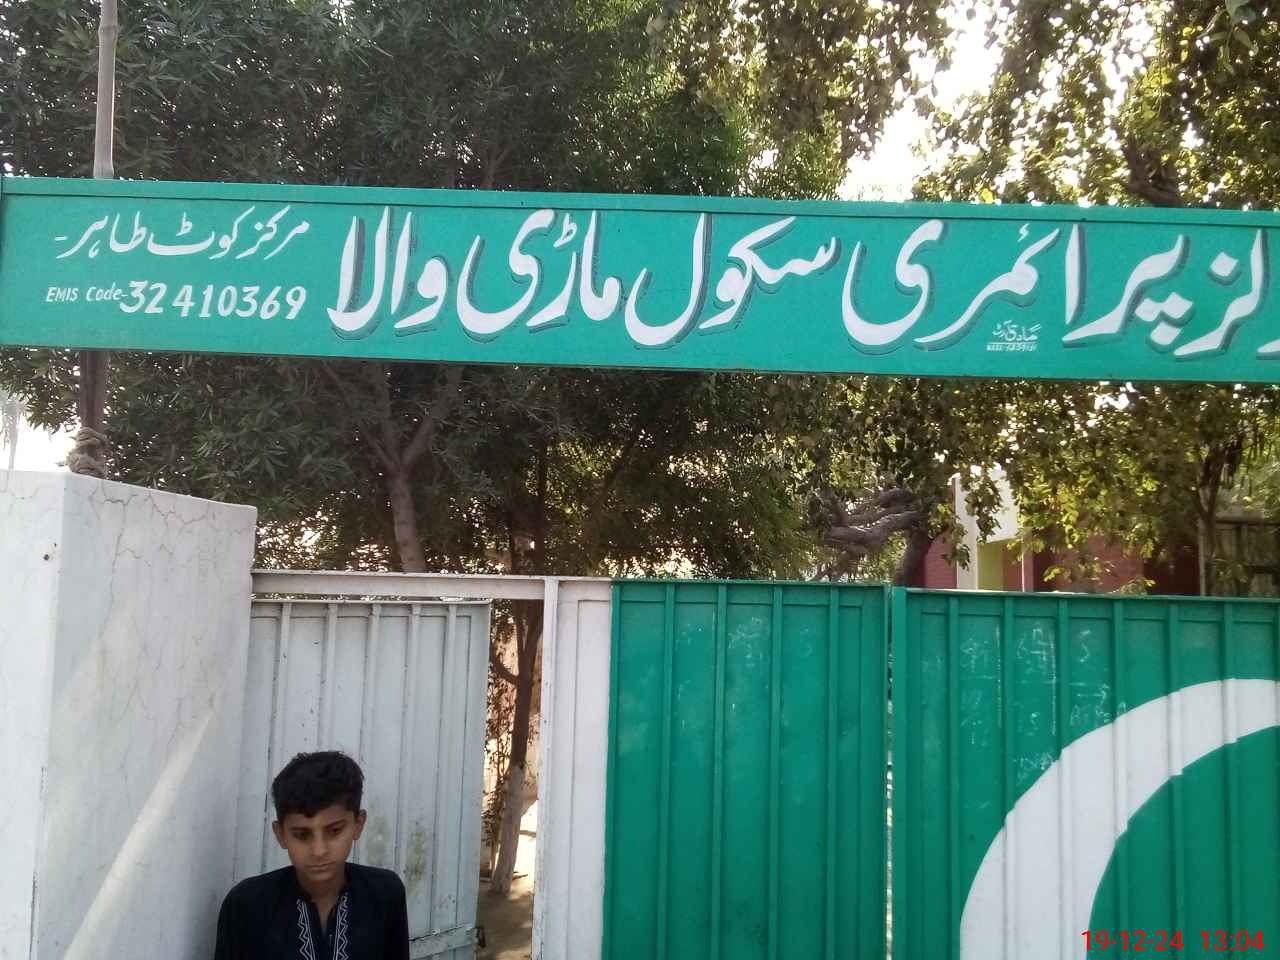 لز پرائمری سکول ماڑی والا
مرکز کوٹ طاہر۔
EMIS Code-32410369
19-12-24 13:04